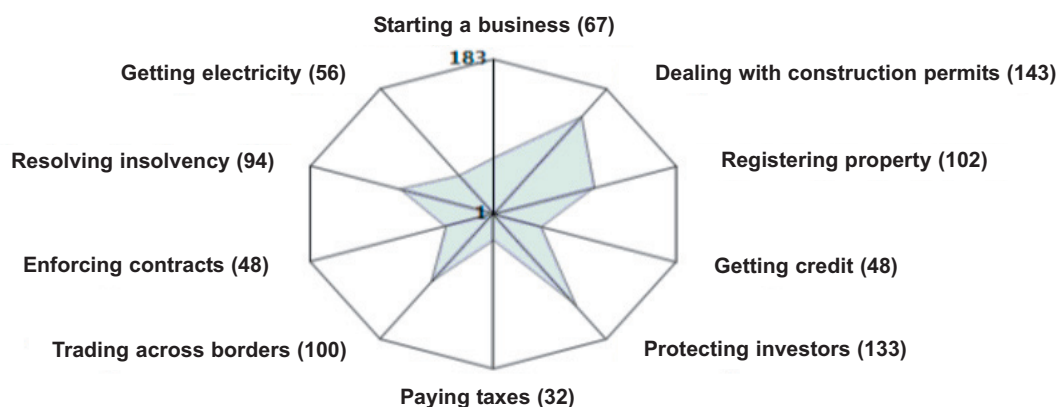 Starting a business (67)
183
Getting electricity (56)
Dealing with construction permits (143)
Resolving insolvency (94)
Registering property (102)
1
Enforcing contracts (48)
Getting credit (48)
Trading across borders (100)
Protecting investors (133)
Paying taxes (32)